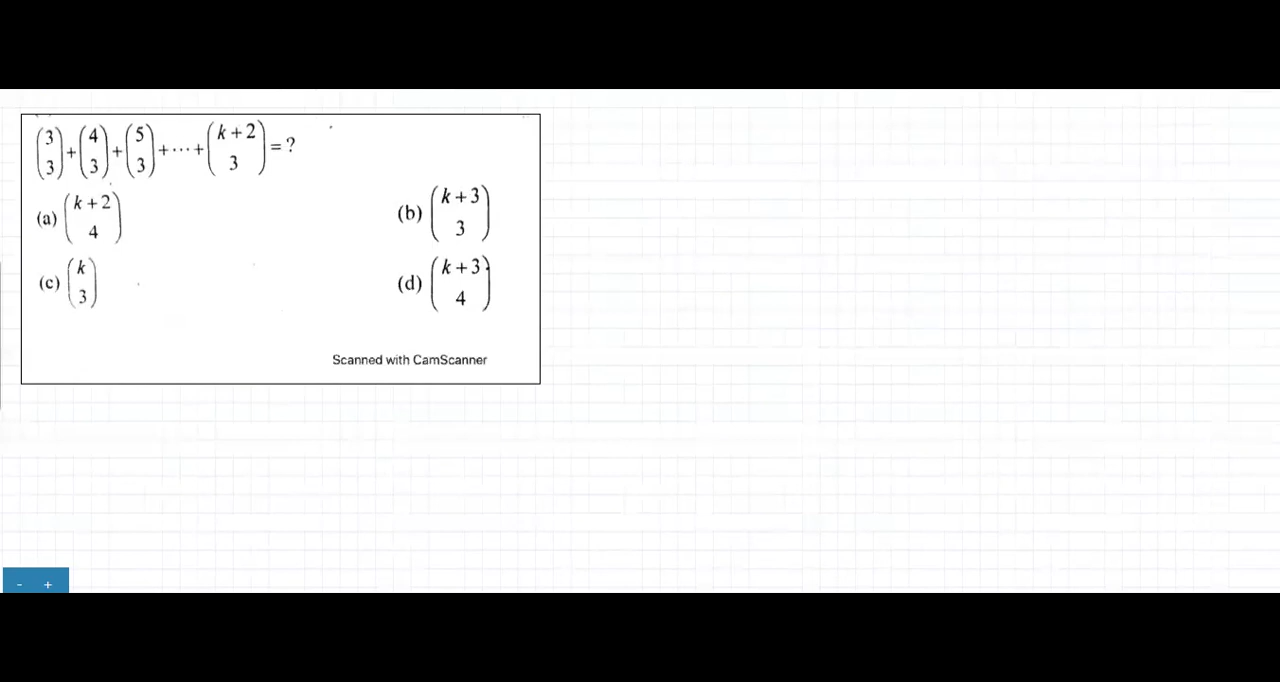 (3 3) + (4 3) + (5 3) + ··· + (k + 2 3) = ?
(a) (k + 2 4) (b) (k + 3 3)
(c) (k 3) (d) (k + 3 4)
Scanned with CamScanner
- +